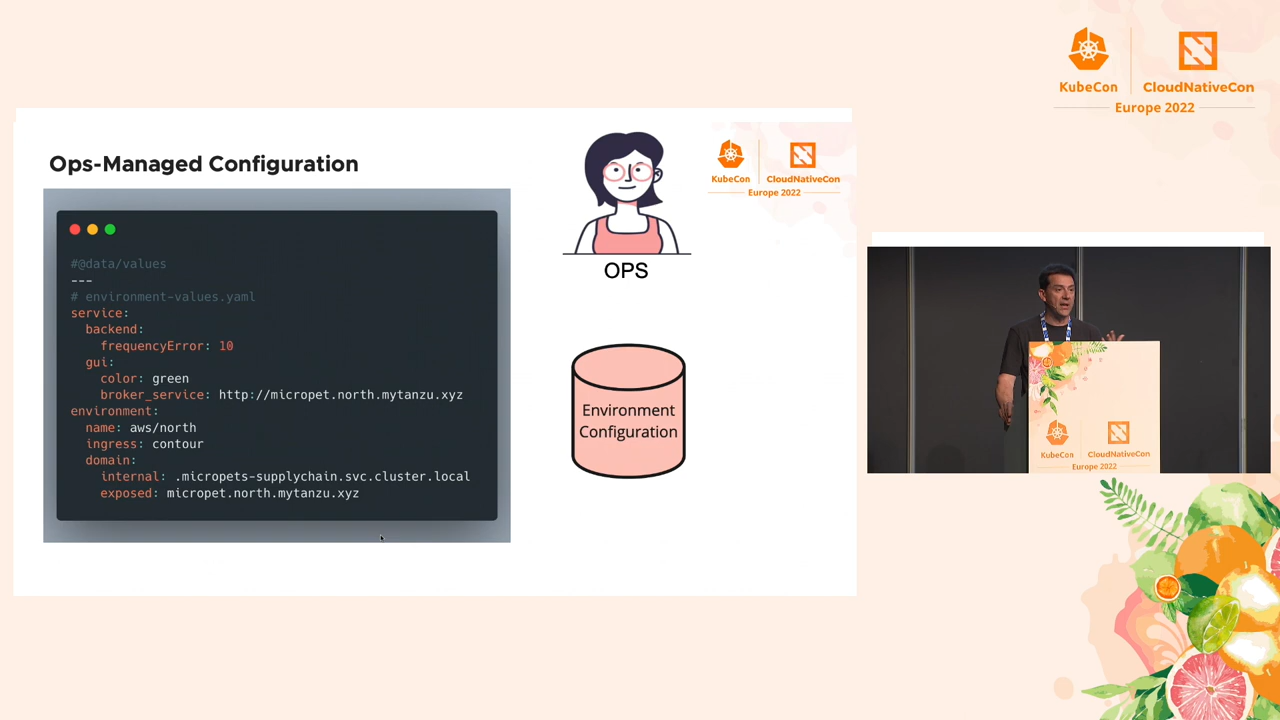 KubeCon
CloudNativeCon
Europe 2022
Ops-Managed Configuration
KubeCon
CloudNativeCon
Europe 2022
#@data/values
---
# environment-values.yaml
service:
  backend:
    frequencyError: 10
  gui:
    color: green
    broker_service: http://micropet.north.mytanzu.xyz
environment:
  name: aws/north
  ingress: contour
  domain:
    internal: .micropets-supplychain.svc.cluster.local
    exposed: micropet.north.mytanzu.xyz
OPS
Environment
Configuration
KubeCon
CloudNativeCon
Europe 2022